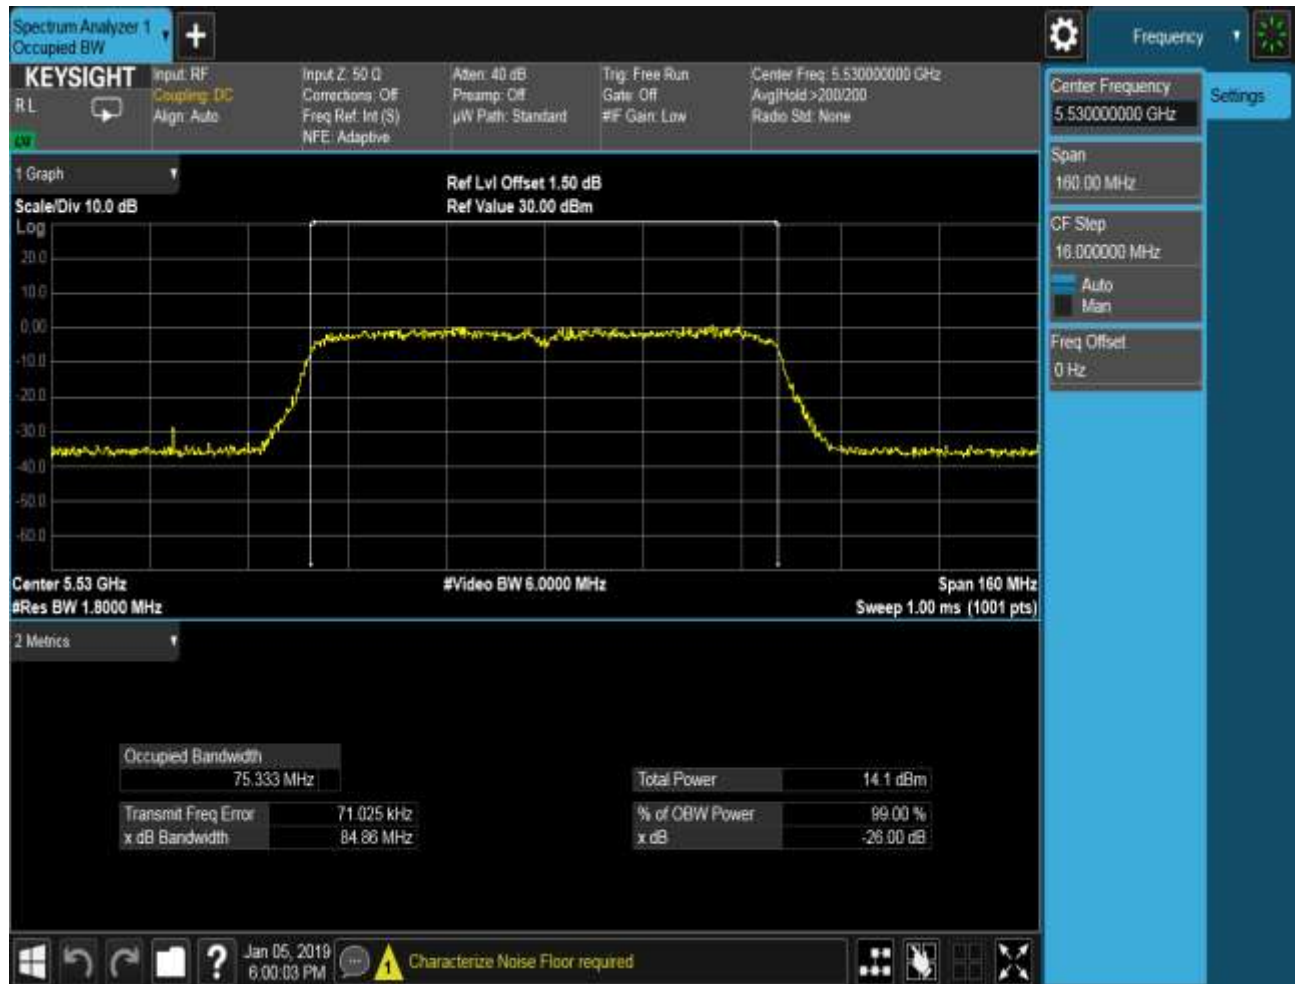 Spectrum Analyzer 1
Occupied BW
Frequency
KEYSIGHT
R L
Input: RF
Coupling: DC
Align: Auto
Input Z: 50 Ω
Corrections: Off
Freq Ref: Int (S)
NFE: Adaptive
Atten: 40 dB
Preamp: Off
µW Path: Standard
Trig: Free Run
Gate: Off
#IF Gain: Low
Center Freq: 5.530000000 GHz
Avg|Hold:>200/200
Radio Std: None
Center Frequency
5.530000000 GHz
Settings
Span
160.00 MHz
CF Step
16.000000 MHz
Auto
Man
Freq Offset
0 Hz
1 Graph
Scale/Div 10.0 dB
Ref Lvl Offset 1.50 dB
Ref Value 30.00 dBm
Log
20.0
10.0
0.00
-10.0
-20.0
-30.0
-40.0
-50.0
-60.0
Center 5.53 GHz
#Video BW 6.0000 MHz
Span 160 MHz
#Res BW 1.8000 MHz
Sweep 1.00 ms (1001 pts)
2 Metrics
Occupied Bandwidth
75.333 MHz
Total Power 14.1 dBm
Transmit Freq Error 71.025 kHz
% of OBW Power 99.00 %
x dB Bandwidth 84.86 MHz
x dB -26.00 dB
?
Jan 05, 2019
6:00:03 PM
1
Characterize Noise Floor required